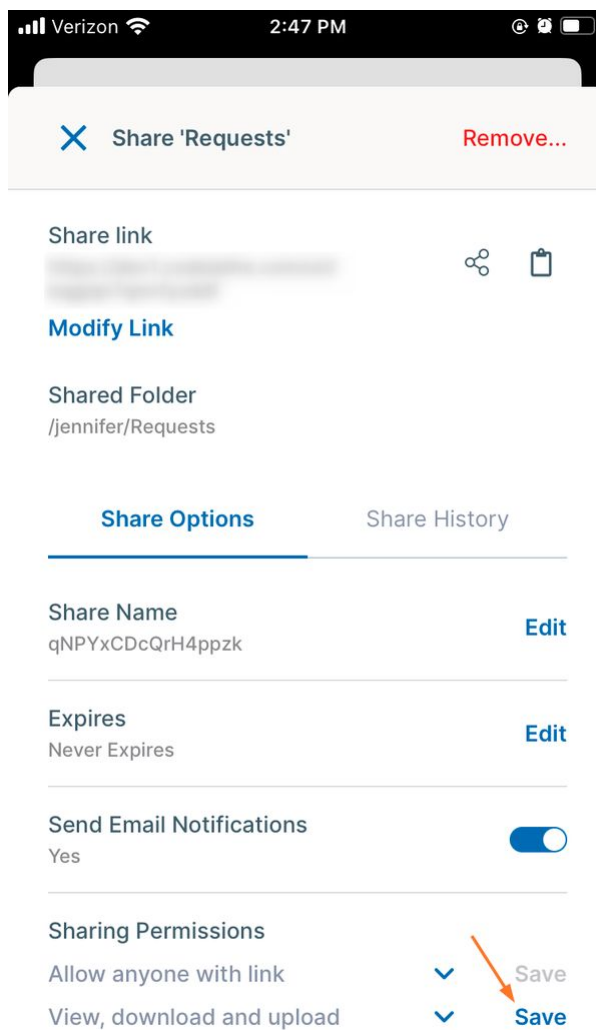 Verizon 2:47 PM
Share 'Requests' Remove...
Share link
Modify Link
Shared Folder
/jennifer/Requests
Share Options Share History
Share Name
qNPYxCDcQrH4ppzk
Edit
Expires
Never Expires
Edit
Send Email Notifications
Yes
Sharing Permissions
Allow anyone with link Save
View, download and upload Save